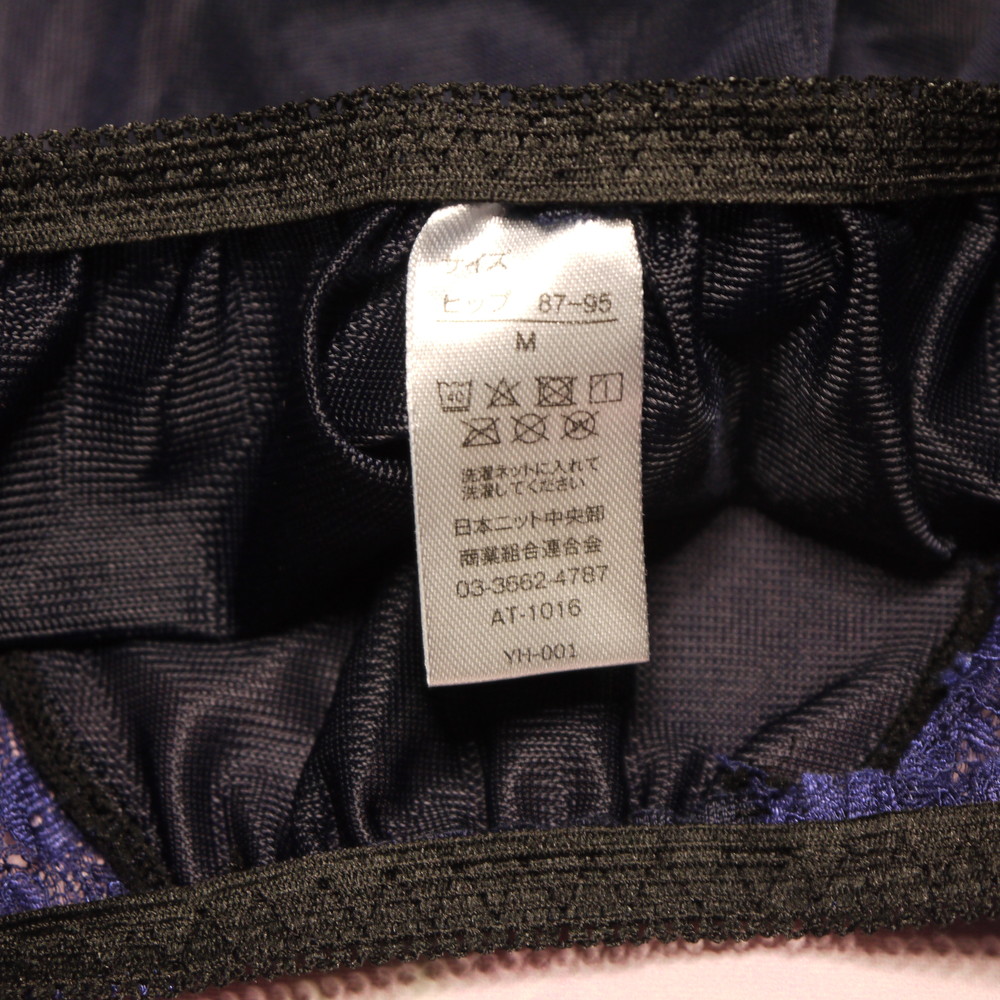 サイズ
ヒップ 87-95
M
40
洗濯ネットに入れて
洗濯してください
日本ニット中央卸
商業組合連合会
03-3662-4787
AT-1016
YH-001